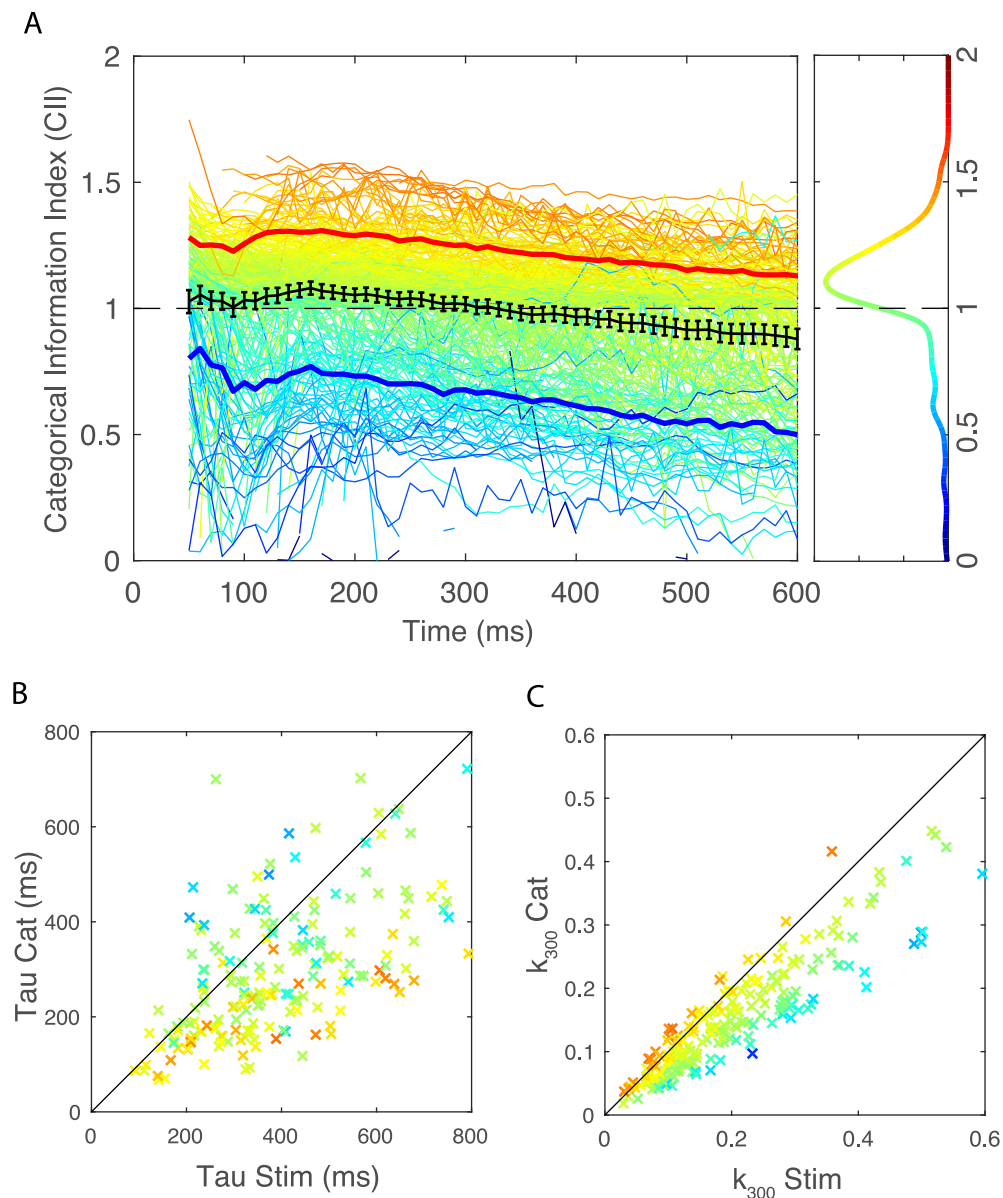 A
Categorical Information Index (CII)
2
1.5
1
0.5
0
0 100 200 300 400 500 600
Time (ms)
2
1.5
1
0.5
0
B
Tau Cat (ms)
800
600
400
200
0
0 200 400 600 800
Tau Stim (ms)
C
k300 Cat
0.6
0.5
0.4
0.3
0.2
0.1
0
0 0.2 0.4 0.6
k300 Stim